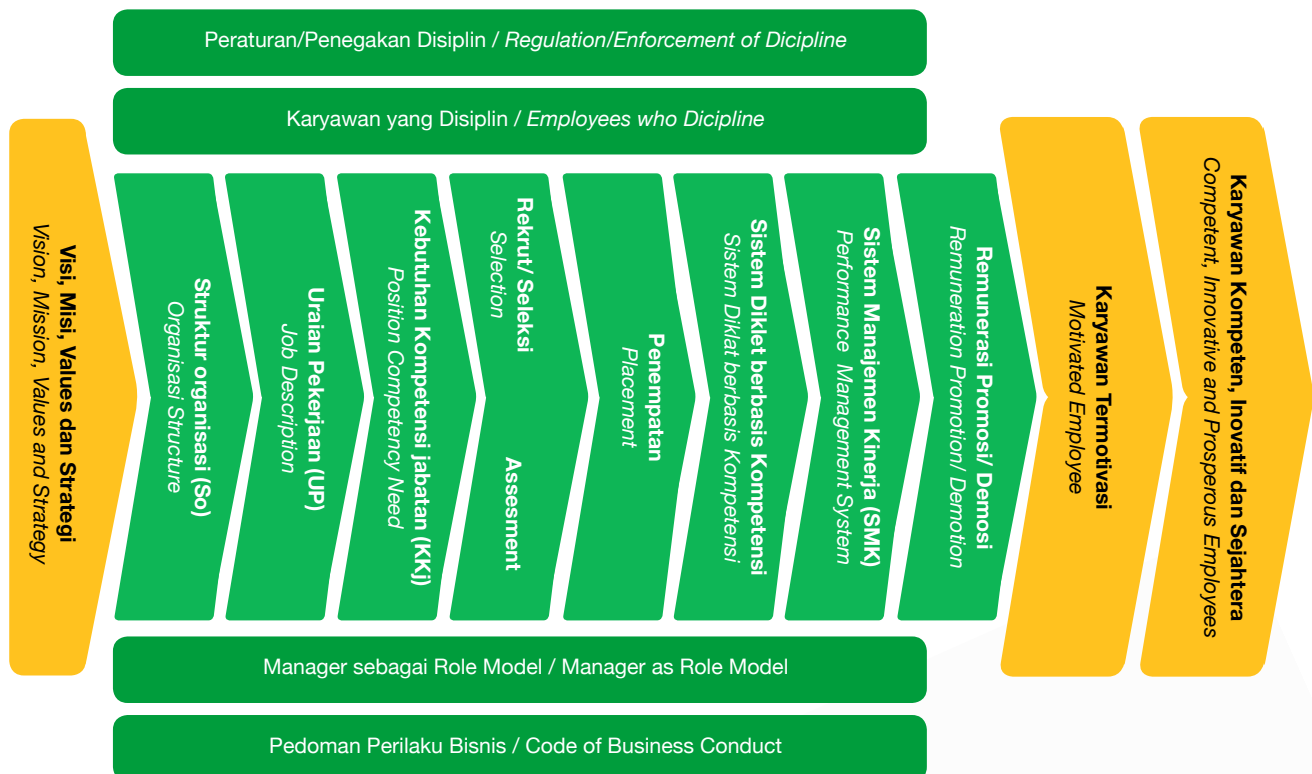 Peraturan/Penegakan Disiplin / Regulation/Enforcement of Dicipline
Karyawan yang Disiplin / Employees who Dicipline
Visi, Misi, Values dan Strategi
Vision, Mission, Values and Strategy
Struktur organisasi (So)
Organisasi Structure
Uraian Pekerjaan (UP)
Job Description
Kebutuhan Kompetensi jabatan (KKj)
Position Competency Need
Rekrut/ Seleksi
Selection
Assesment
Penempatan
Placement
Sistem Diklat berbasis Kompetensi
Sistem Diklat berbasis Kompetensi
Sistem Manajemen Kinerja (SMK)
Performance Management System
Remunerasi Promosi/ Demosi
Remuneration Promotion/ Demotion
Karyawan Termotivasi
Motivated Employee
Karyawan Kompeten, Inovatif dan Sejahtera
Competent, Innovative and Prosperous Employees
Manager sebagai Role Model / Manager as Role Model
Pedoman Perilaku Bisnis / Code of Business Conduct